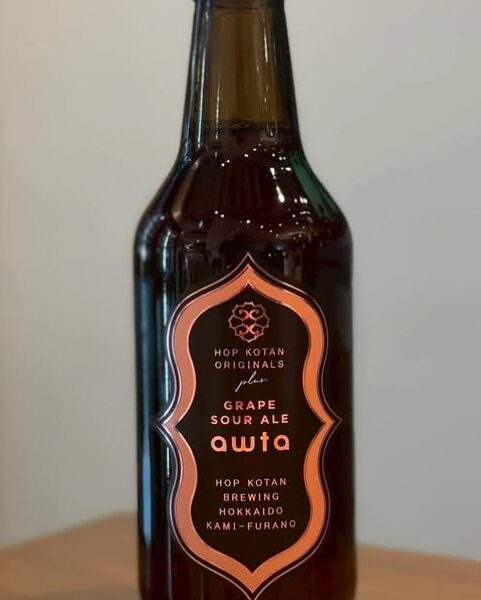 HOP KOTAN
ORIGINALS
plus.
GRAPE
SOUR ALE
awta
HOP KOTAN
BREWING
HOKKAIDO
KAMI-FURANO